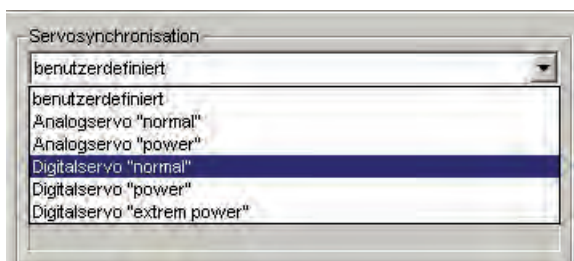 Servosynchronisation
benutzerdefiniert
benutzerdefiniert
Analogservo "normal"
Analogservo "power"
Digitalservo "normal"
Digitalservo "power"
Digitalservo "extrem power"